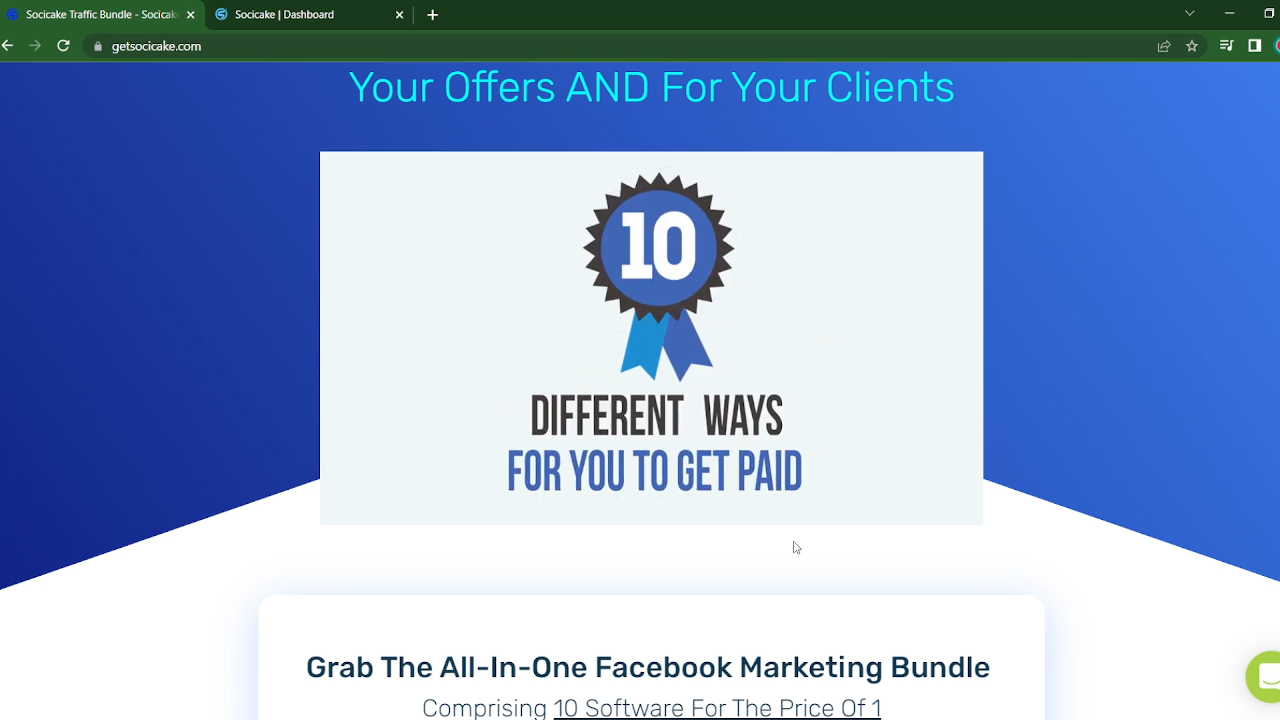 Socicake Traffic Bundle - Socicak
Socicake | Dashboard
getsocicake.com
Your Offers AND For Your Clients
10
DIFFERENT WAYS
FOR YOU TO GET PAID
Grab The All-In-One Facebook Marketing Bundle
Comprising 10 Software For The Price Of 1